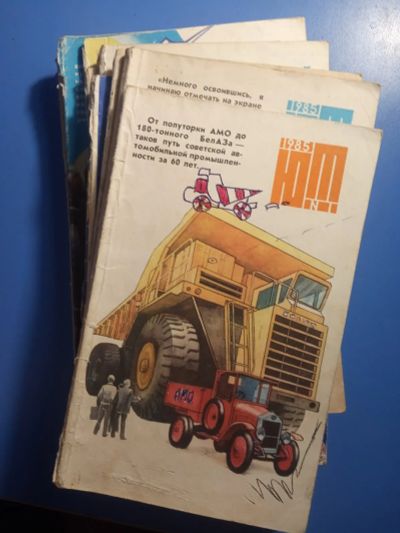 «Немного освоившись, я
начинаю отмечать на экране
1985
От полуторки АМО до
180-тонного БелАЗа —
таков путь советской ав-
томобильной промышлен-
ности за 60 лет.
1985
ЮТ
N1
АМО